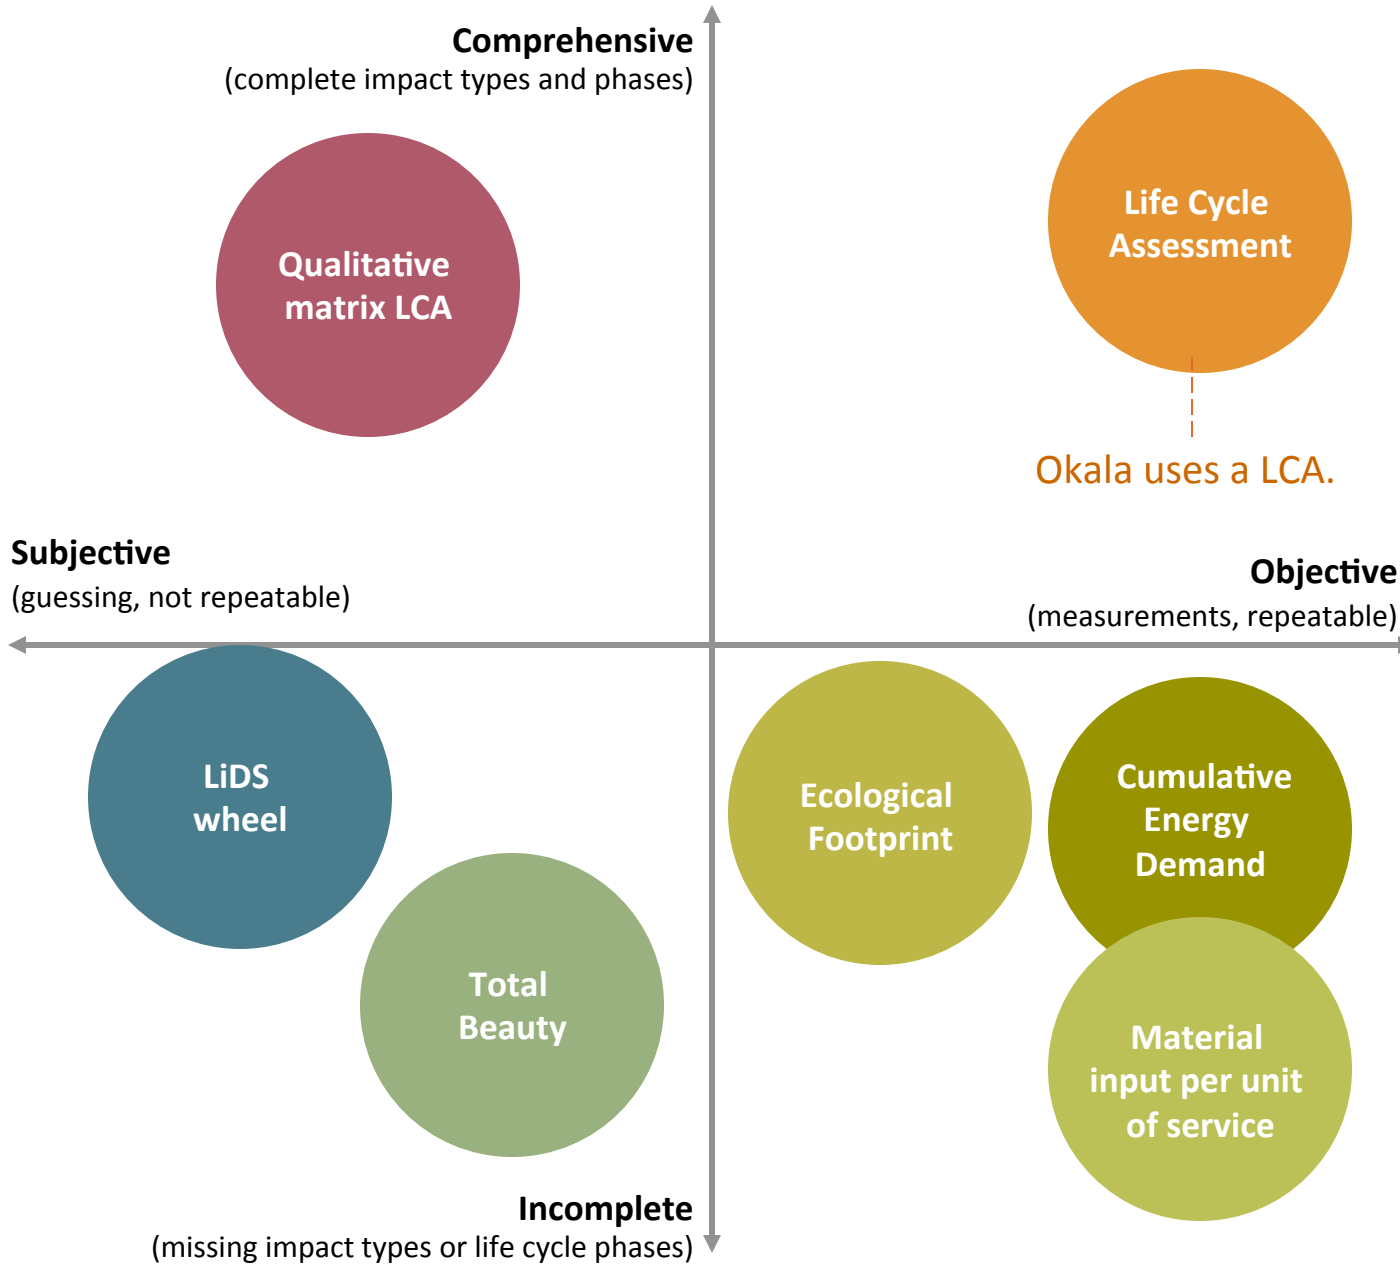 Comprehensive
(complete impact types and phases)
Life Cycle
Assessment
Qualitative
matrix LCA
Okala uses a LCA.
Subjective
(guessing, not repeatable)
Objective
(measurements, repeatable)
LiDS
wheel
Ecological
Footprint
Cumulative
Energy
Demand
Total
Beauty
Material
input per unit
of service
Incomplete
(missing impact types or life cycle phases)